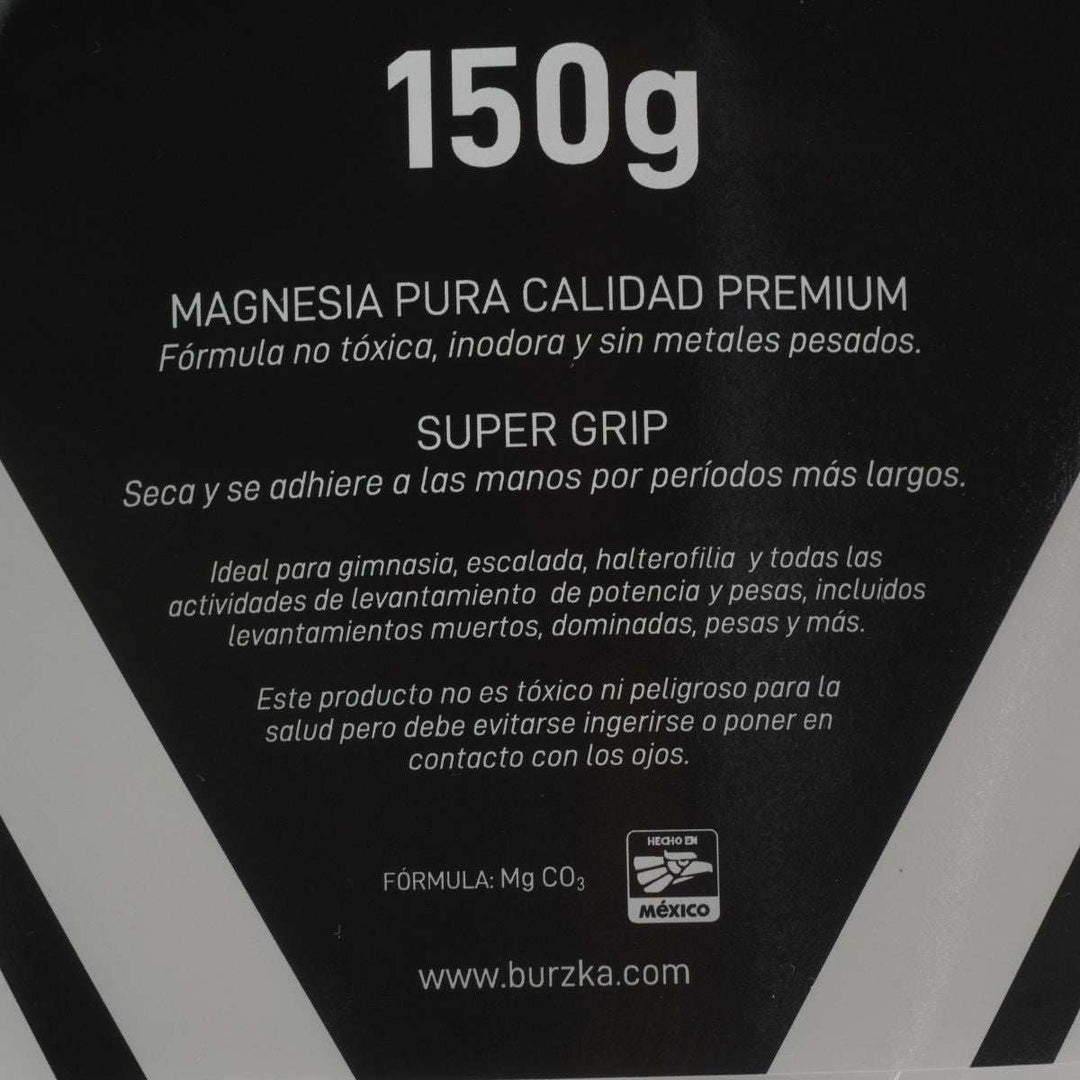 150g
MAGNESIA PURA CALIDAD PREMIUM
Fórmula no tóxica, inodora y sin metales pesados.
SUPER GRIP
Seca y se adhiere a las manos por períodos más largos.
Ideal para gimnasia, escalada, halterofilia y todas las
actividades de levantamiento de potencia y pesas, incluidos
levantamientos muertos, dominadas, pesas y más.
Este producto no es tóxico ni peligroso para la
salud pero debe evitarse ingerirse o poner en
contacto con los ojos.
FÓRMULA: Mg CO₃
HECHO EN
MéXICO
www.burzka.com